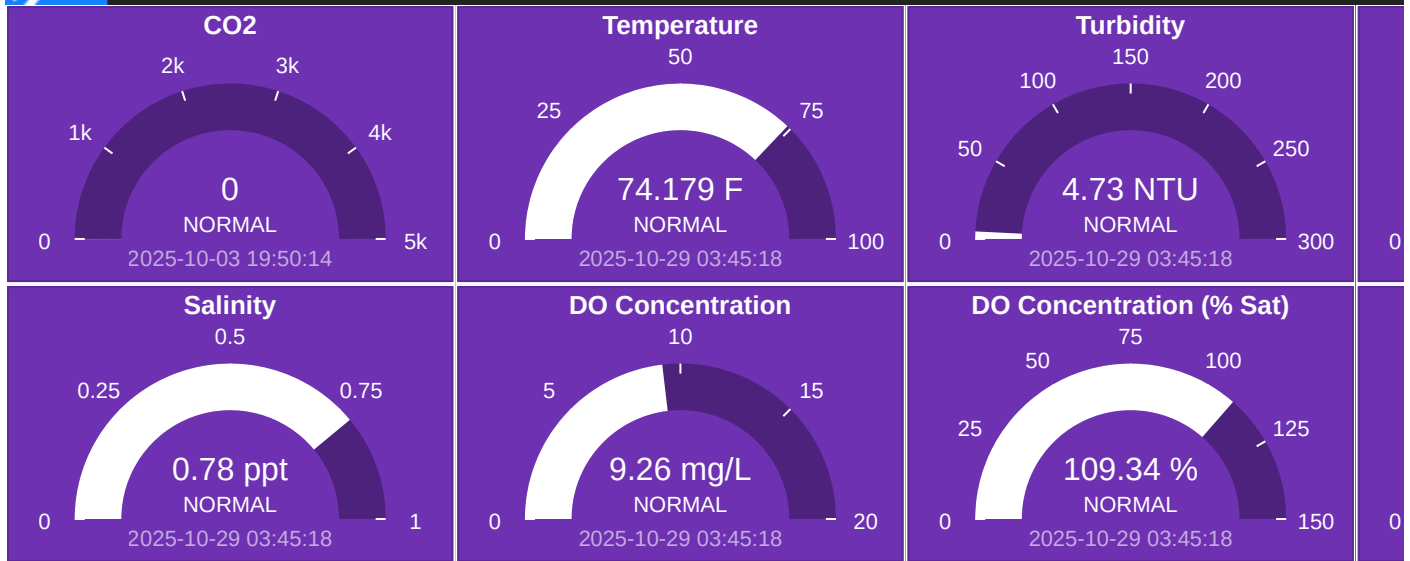 CO2
0
1k
2k
3k
4k
5k
0
NORMAL
2025-10-03 19:50:14
Temperature
0
25
50
75
100
74.179 F
NORMAL
2025-10-29 03:45:18
Turbidity
0
50
100
150
200
250
300
4.73 NTU
NORMAL
2025-10-29 03:45:18
0
Salinity
0
0.25
0.5
0.75
1
0.78 ppt
NORMAL
2025-10-29 03:45:18
DO Concentration
0
5
10
15
20
9.26 mg/L
NORMAL
2025-10-29 03:45:18
DO Concentration (% Sat)
0
25
50
75
100
125
150
109.34 %
NORMAL
2025-10-29 03:45:18
0